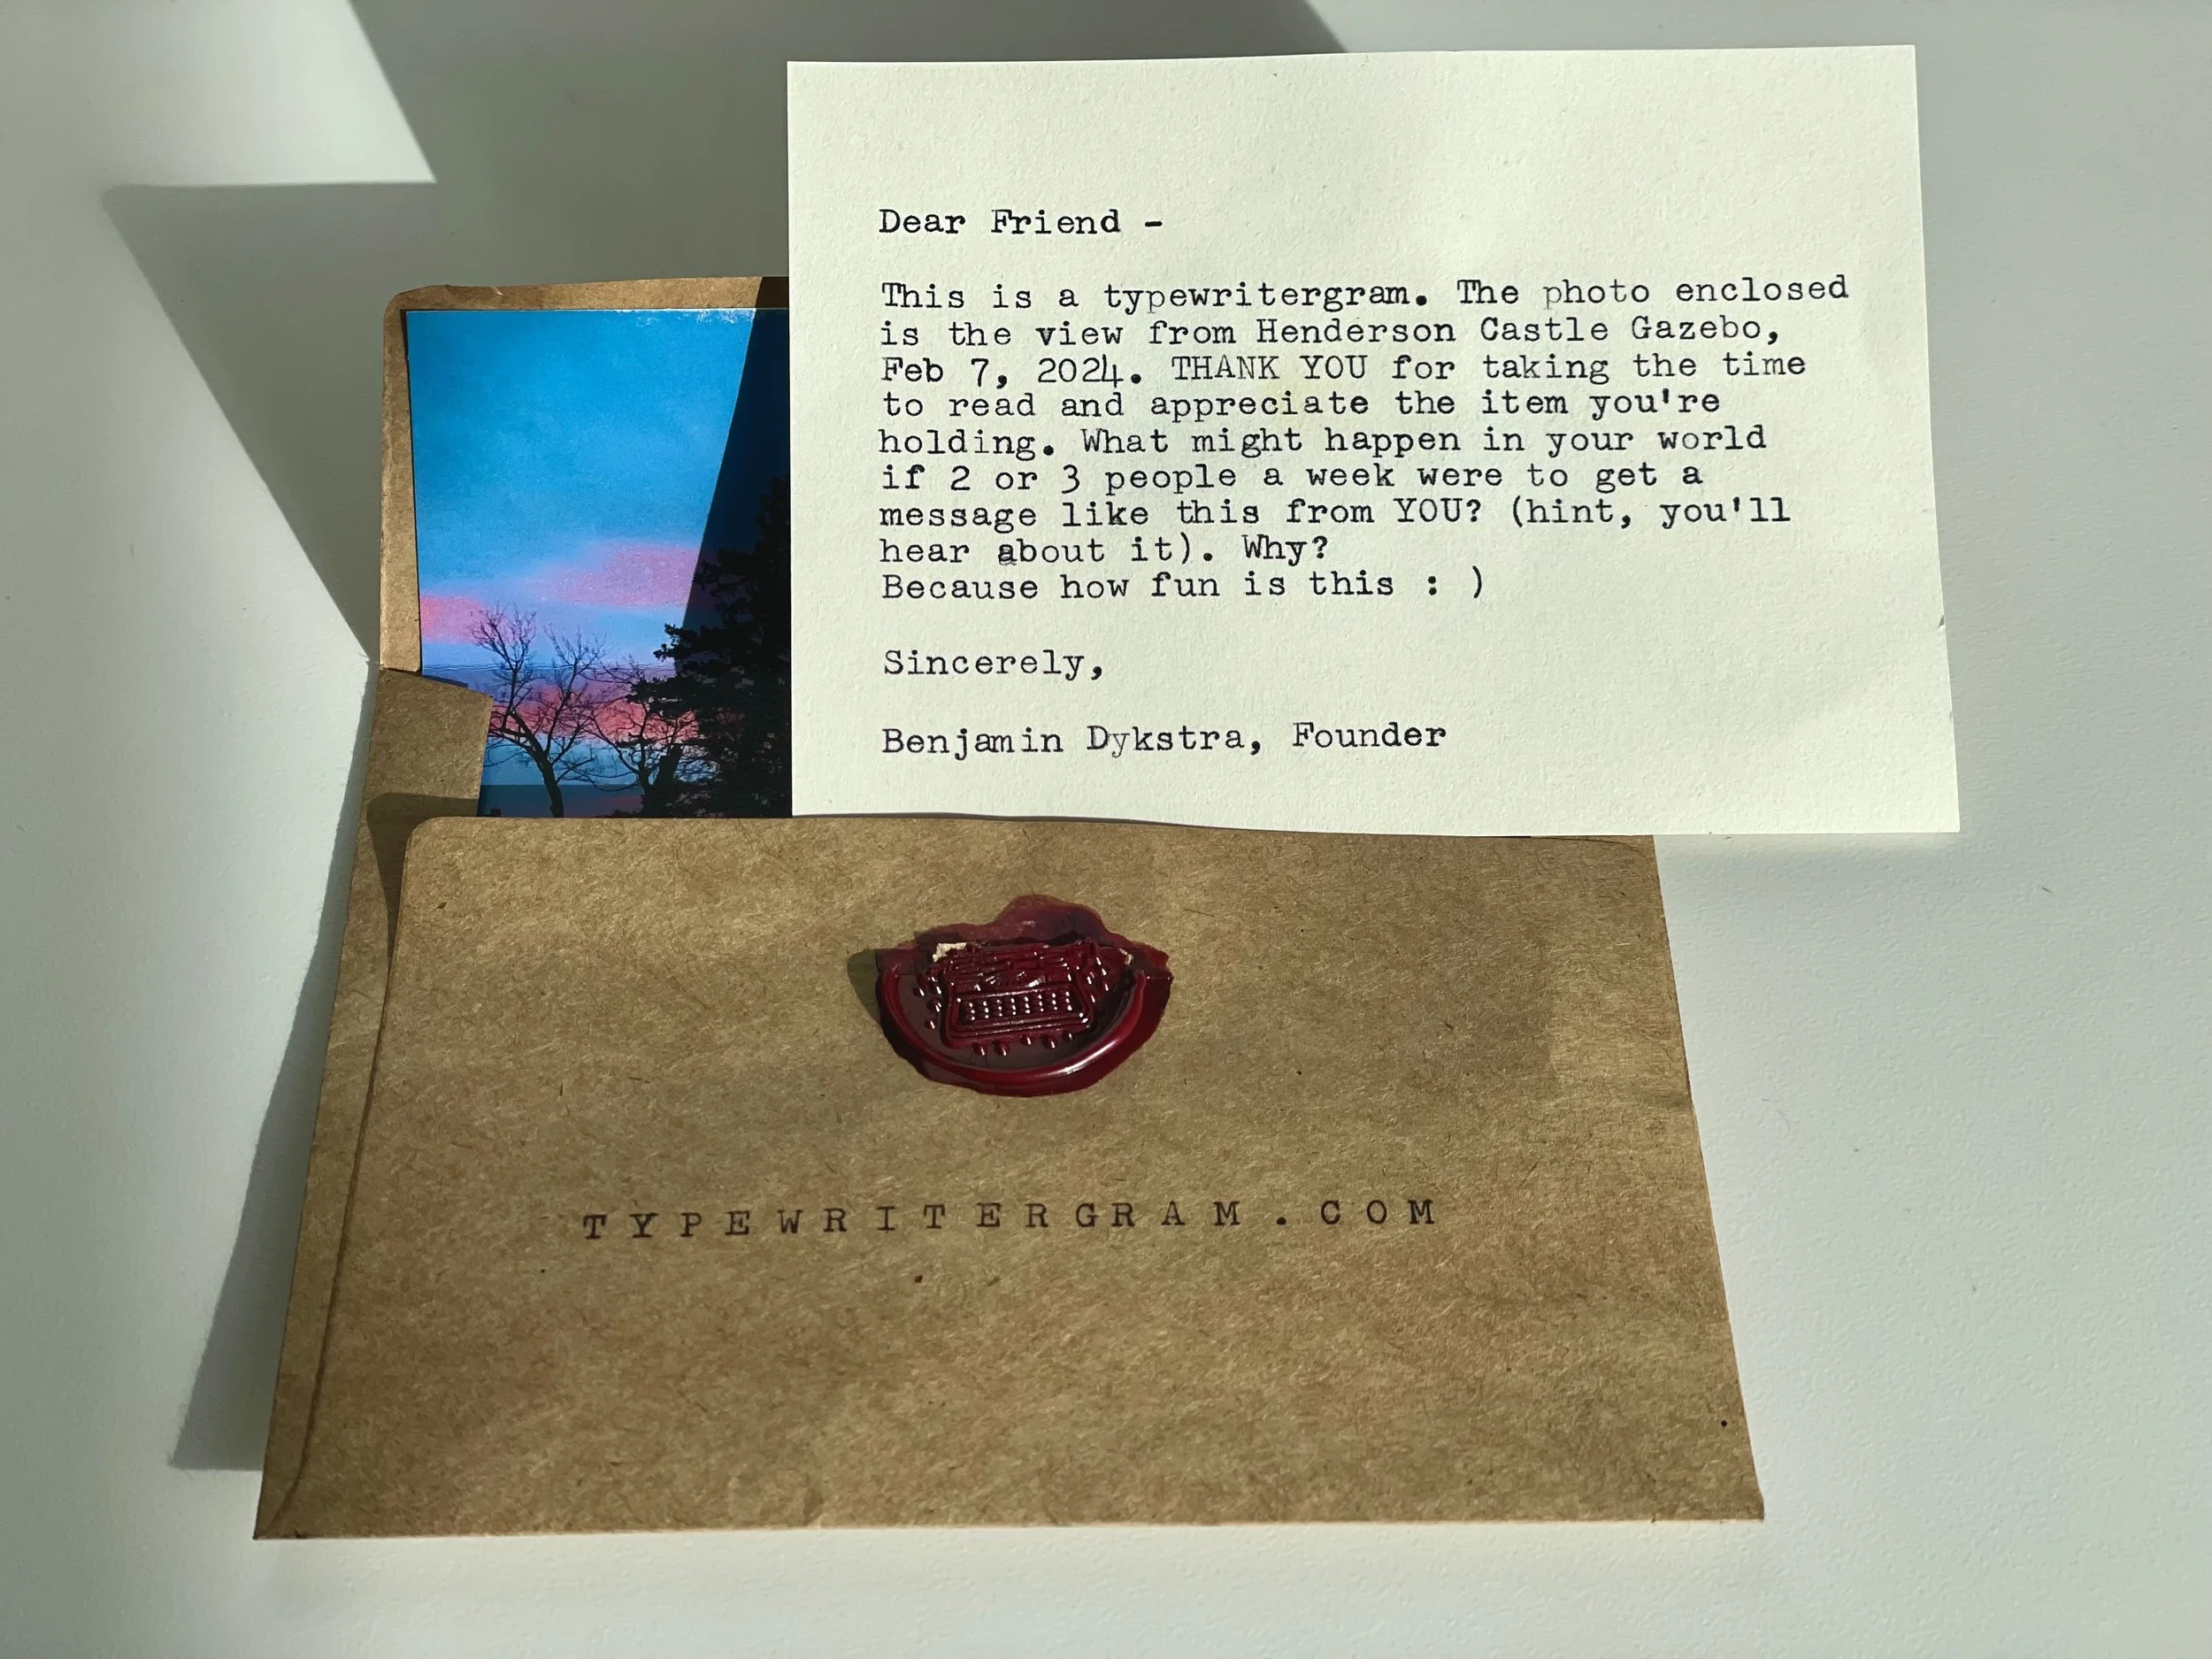 Dear Friend -
This is a typewritergram. The photo enclosed
is the view from Henderson Castle Gazebo,
Feb 7, 2024. THANK YOU for taking the time
to read and appreciate the item you're
holding. What might happen in your world
if 2 or 3 people a week were to get a
message like this from YOU? (hint, you'll
hear about it). Why?
Because how fun is this : )
Sincerely,
Benjamin Dykstra, Founder
TYPEWRITERGRAM.COM